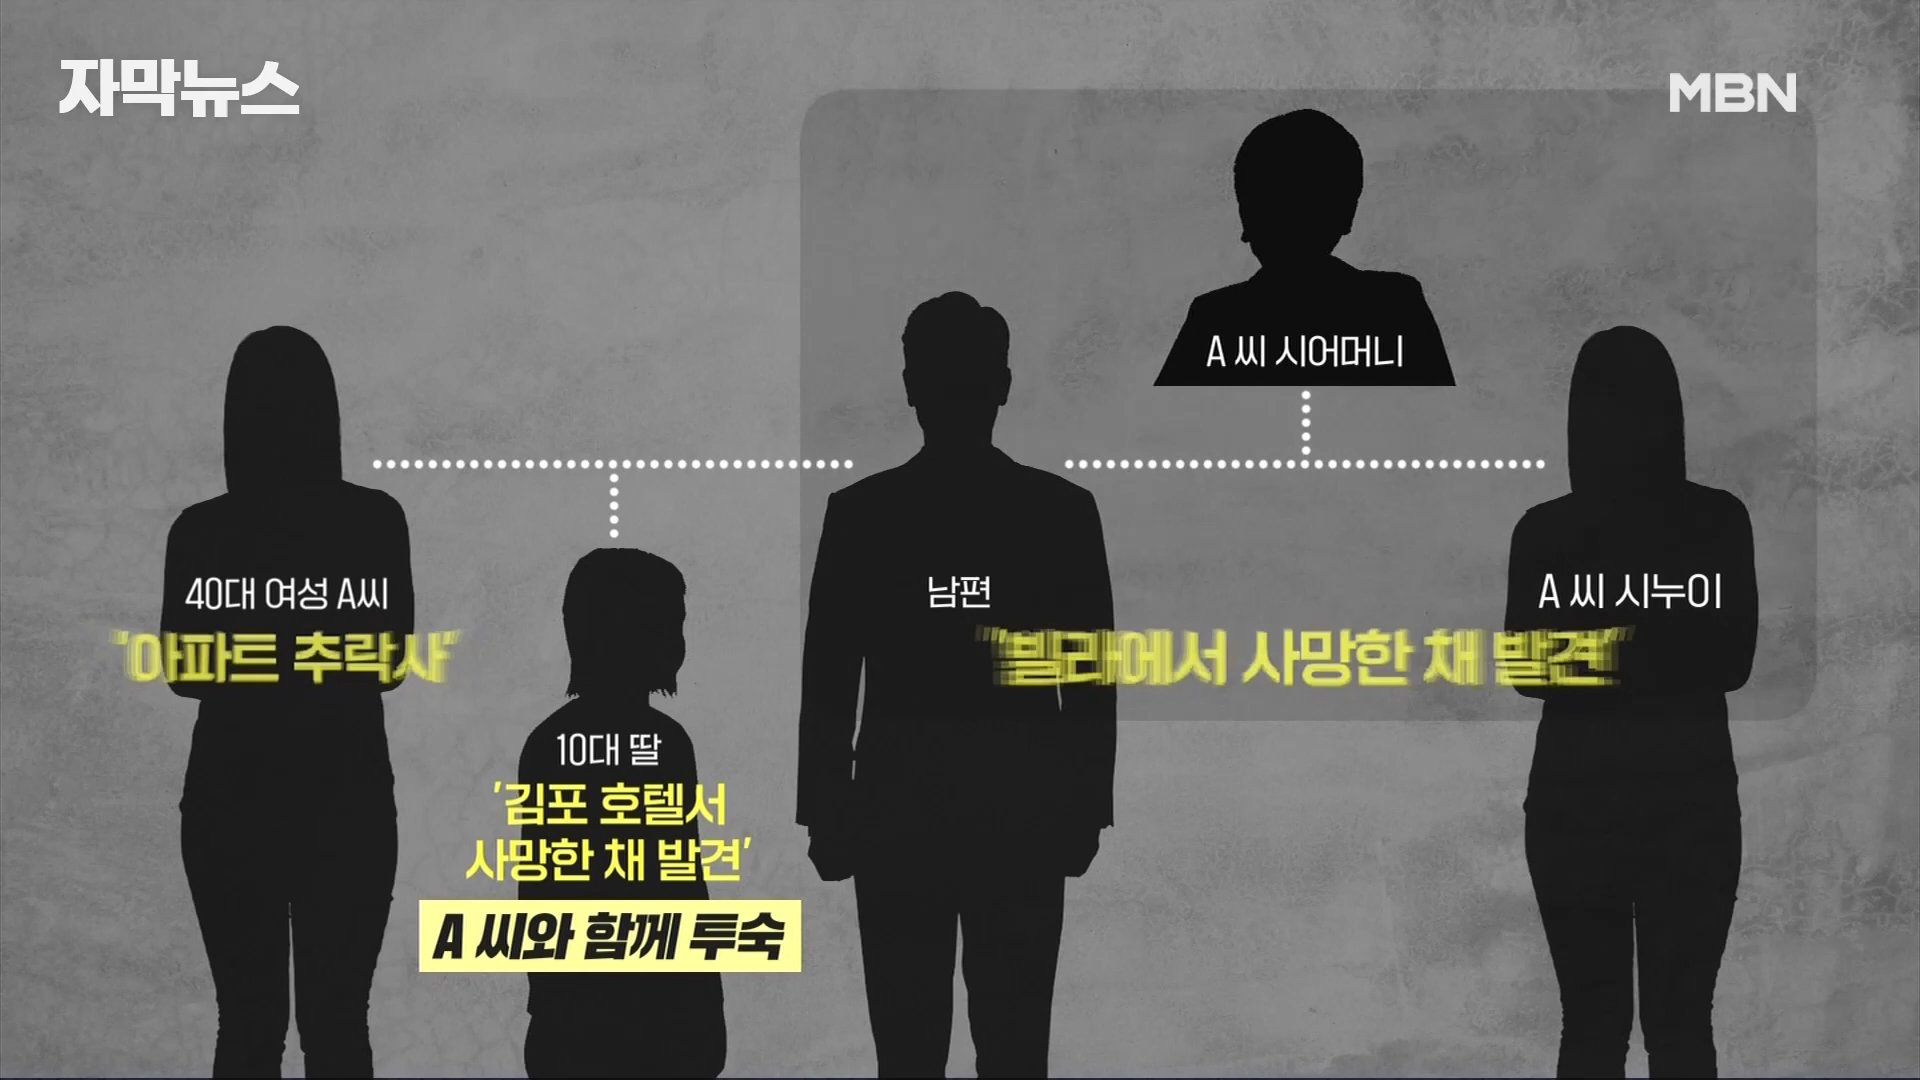 자막뉴스
MBN
A 씨 시어머니
40대 여성 A씨
'아파트 추락사'
남편
A 씨 시누이
'빌라에서 사망한 채 발견'
10대 딸
'김포 호텔서
사망한 채 발견'
A 씨와 함께 투숙